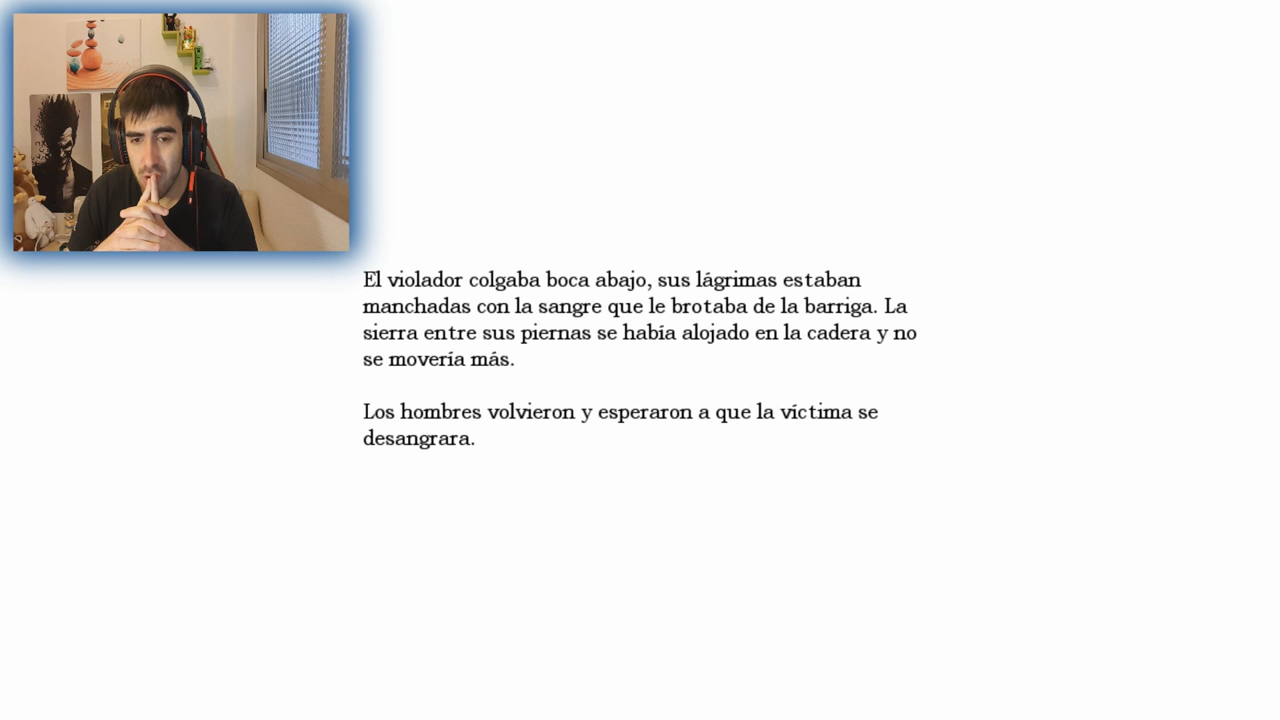 El violador colgaba boca abajo, sus lágrimas estaban
manchadas con la sangre que le brotaba de la barriga. La
sierra entre sus piernas se había alojado en la cadera y no
se movería más.
Los hombres volvieron y esperaron a que la víctima se
desangrara.